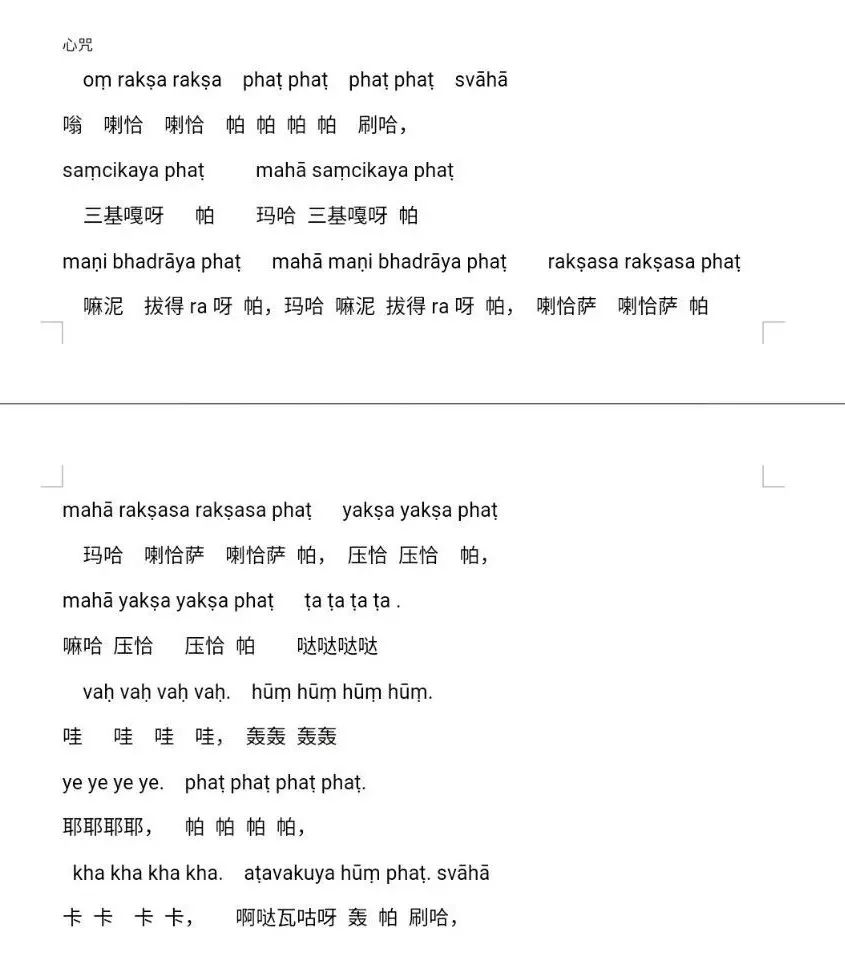 心咒
oṃ rakṣa rakṣa phaṭ phaṭ phaṭ phaṭ svāhā
嗡 喇恰 喇恰 帕 帕 帕 帕 刷哈，
saṃcikaya phaṭ mahā saṃcikaya phaṭ
三基嘎呀 帕 玛哈 三基嘎呀 帕
maṇi bhadrāya phaṭ mahā maṇi bhadrāya phaṭ rakṣasa rakṣasa phaṭ
嘛泥 拔得 ra 呀 帕，玛哈 嘛泥 拔得 ra 呀 帕， 喇恰萨 喇恰萨 帕
mahā rakṣasa rakṣasa phaṭ yakṣa yakṣa phaṭ
玛哈 喇恰萨 喇恰萨 帕， 压恰 压恰 帕，
mahā yakṣa yakṣa phaṭ ṭa ṭa ṭa ṭa .
嘛哈 压恰 压恰 帕 哒哒哒哒
vaḥ vaḥ vaḥ vaḥ. hūṃ hūṃ hūṃ hūṃ.
哇 哇 哇 哇， 轰轰 轰轰
ye ye ye ye. phaṭ phaṭ phaṭ phaṭ.
耶耶耶耶， 帕 帕 帕 帕，
kha kha kha kha. aṭavakuya hūṃ phaṭ. svāhā
卡 卡 卡 卡， 啊哒瓦咕呀 轰 帕 刷哈，